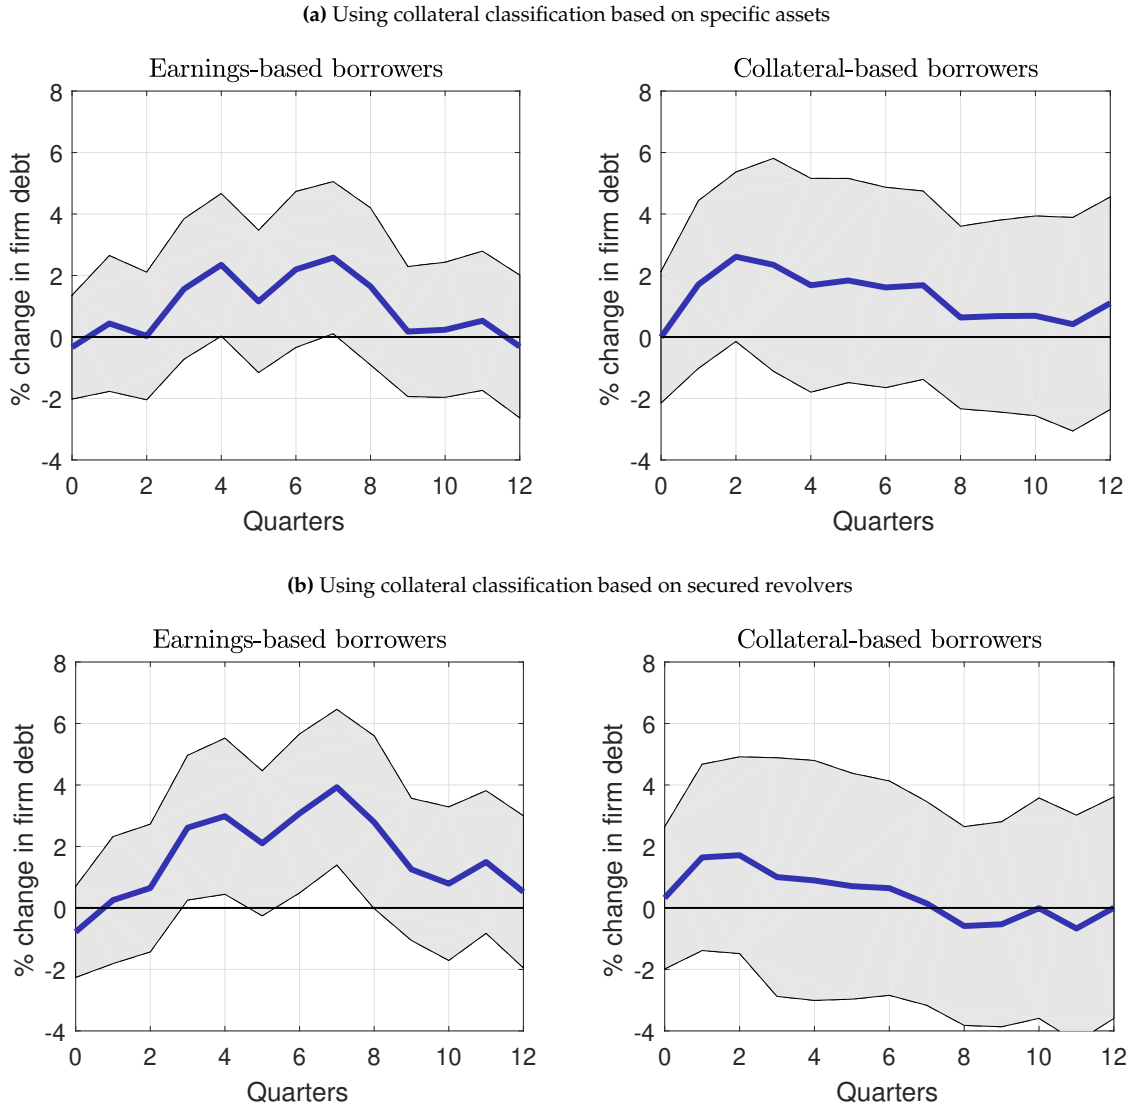 (a) Using collateral classification based on specific assets
Earnings-based borrowers
8
6
4
2
0
-2
-4
% change in firm debt
0 2 4 6 8 10 12
Quarters
Collateral-based borrowers
8
6
4
2
0
-2
-4
% change in firm debt
0 2 4 6 8 10 12
Quarters
(b) Using collateral classification based on secured revolvers
Earnings-based borrowers
8
6
4
2
0
-2
-4
% change in firm debt
0 2 4 6 8 10 12
Quarters
Collateral-based borrowers
8
6
4
2
0
-2
-4
% change in firm debt
0 2 4 6 8 10 12
Quarters